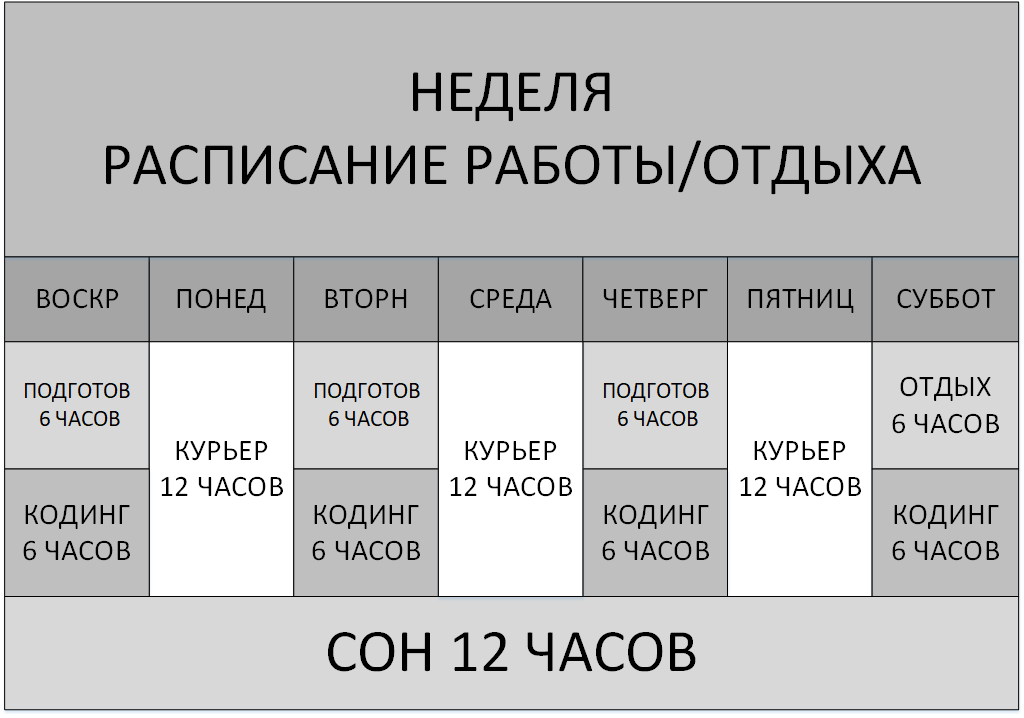 НЕДЕЛЯ
РАСПИСАНИЕ РАБОТЫ/ОТДЫХА
ВОСКР
ПОНЕД
ВТОРН
СРЕДА
ЧЕТВЕРГ
ПЯТНИЦ
СУББОТ
ПОДГОТОВ
6 ЧАСОВ
КОДИНГ
6 ЧАСОВ
КУРЬЕР
12 ЧАСОВ
ПОДГОТОВ
6 ЧАСОВ
КОДИНГ
6 ЧАСОВ
КУРЬЕР
12 ЧАСОВ
ПОДГОТОВ
6 ЧАСОВ
КОДИНГ
6 ЧАСОВ
КУРЬЕР
12 ЧАСОВ
ОТДЫХ
6 ЧАСОВ
КОДИНГ
6 ЧАСОВ
СОН 12 ЧАСОВ